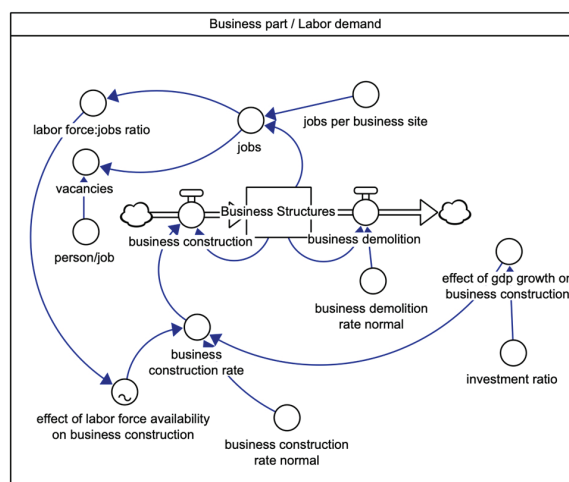 Business part / Labor demand
labor force:jobs ratio
jobs
jobs per business site
vacancies
Business Structures
business construction
business demolition
person/job
effect of gdp growth on
business construction
business demolition
rate normal
business
construction rate
investment ratio
effect of labor force availability
on business construction
business construction
rate normal